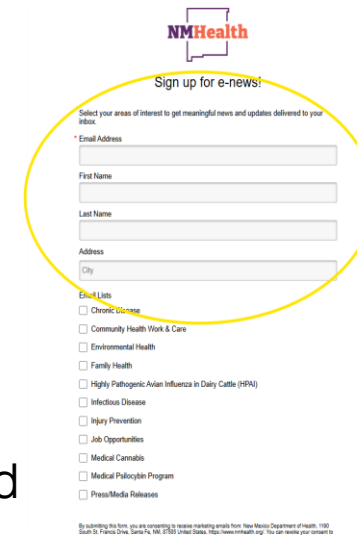 NMHealth
Sign up for e-news!
Select your areas of interest to get meaningful news and updates delivered to your
inbox.
* Email Address
First Name
Last Name
Address
City
Email Lists
Chronic Disease
Community Health Work & Care
Environmental Health
Family Health
Highly Pathogenic Avian Influenza in Dairy Cattle (HPAI)
Infectious Disease
Injury Prevention
Job Opportunities
Medical Cannabis
Medical Psilocybin Program
d
Press/Media Releases
By submitting this form, you are consenting to receive marketing emails from: New Mexico Department of Health, 1190
South St. Francis Drive, Santa Fe, NM, 87505 United States, https://www.nmhealth.org/. You can revoke your consent to